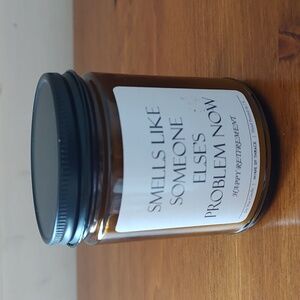 SMELLS LIKE
SOMEONE
ELSE'S
PROBLEM NOW
HAPPY RETIREMENT